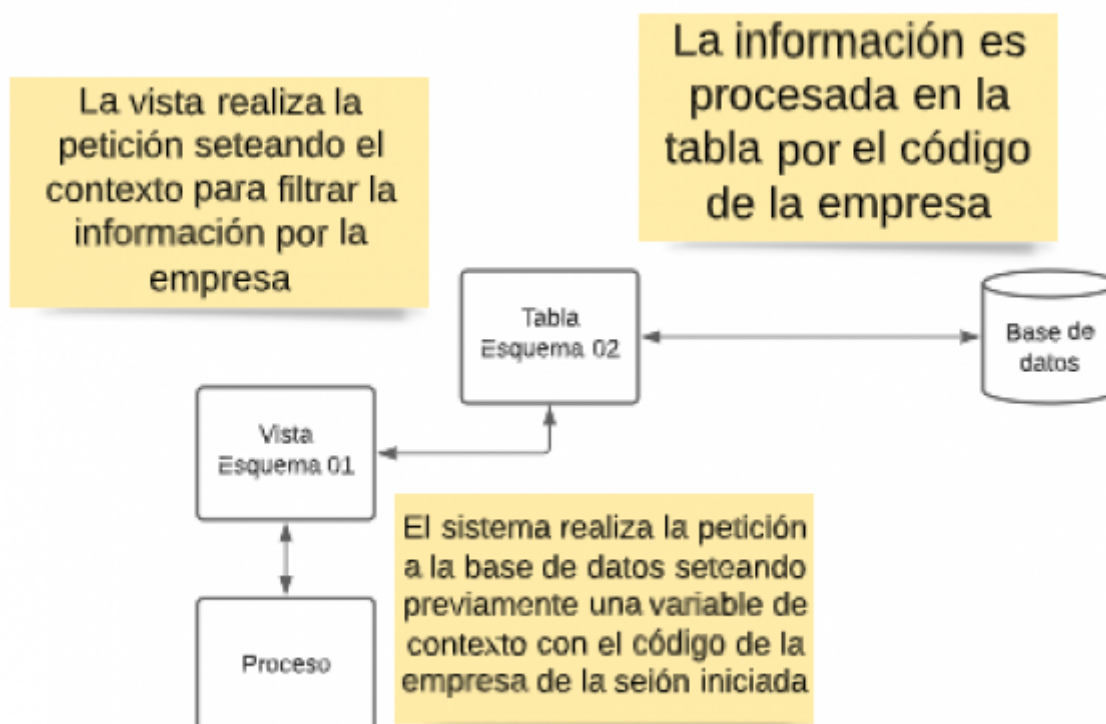 La vista realiza la
petición seteando el
contexto para filtrar la
información por la
empresa
La información es
procesada en la
tabla por el código
de la empresa
Tabla
Esquema 02
Base de
datos
Vista
Esquema 01
El sistema realiza la petición
a la base de datos seteando
previamente una variable de
contexto con el código de la
empresa de la seión iniciada
Proceso